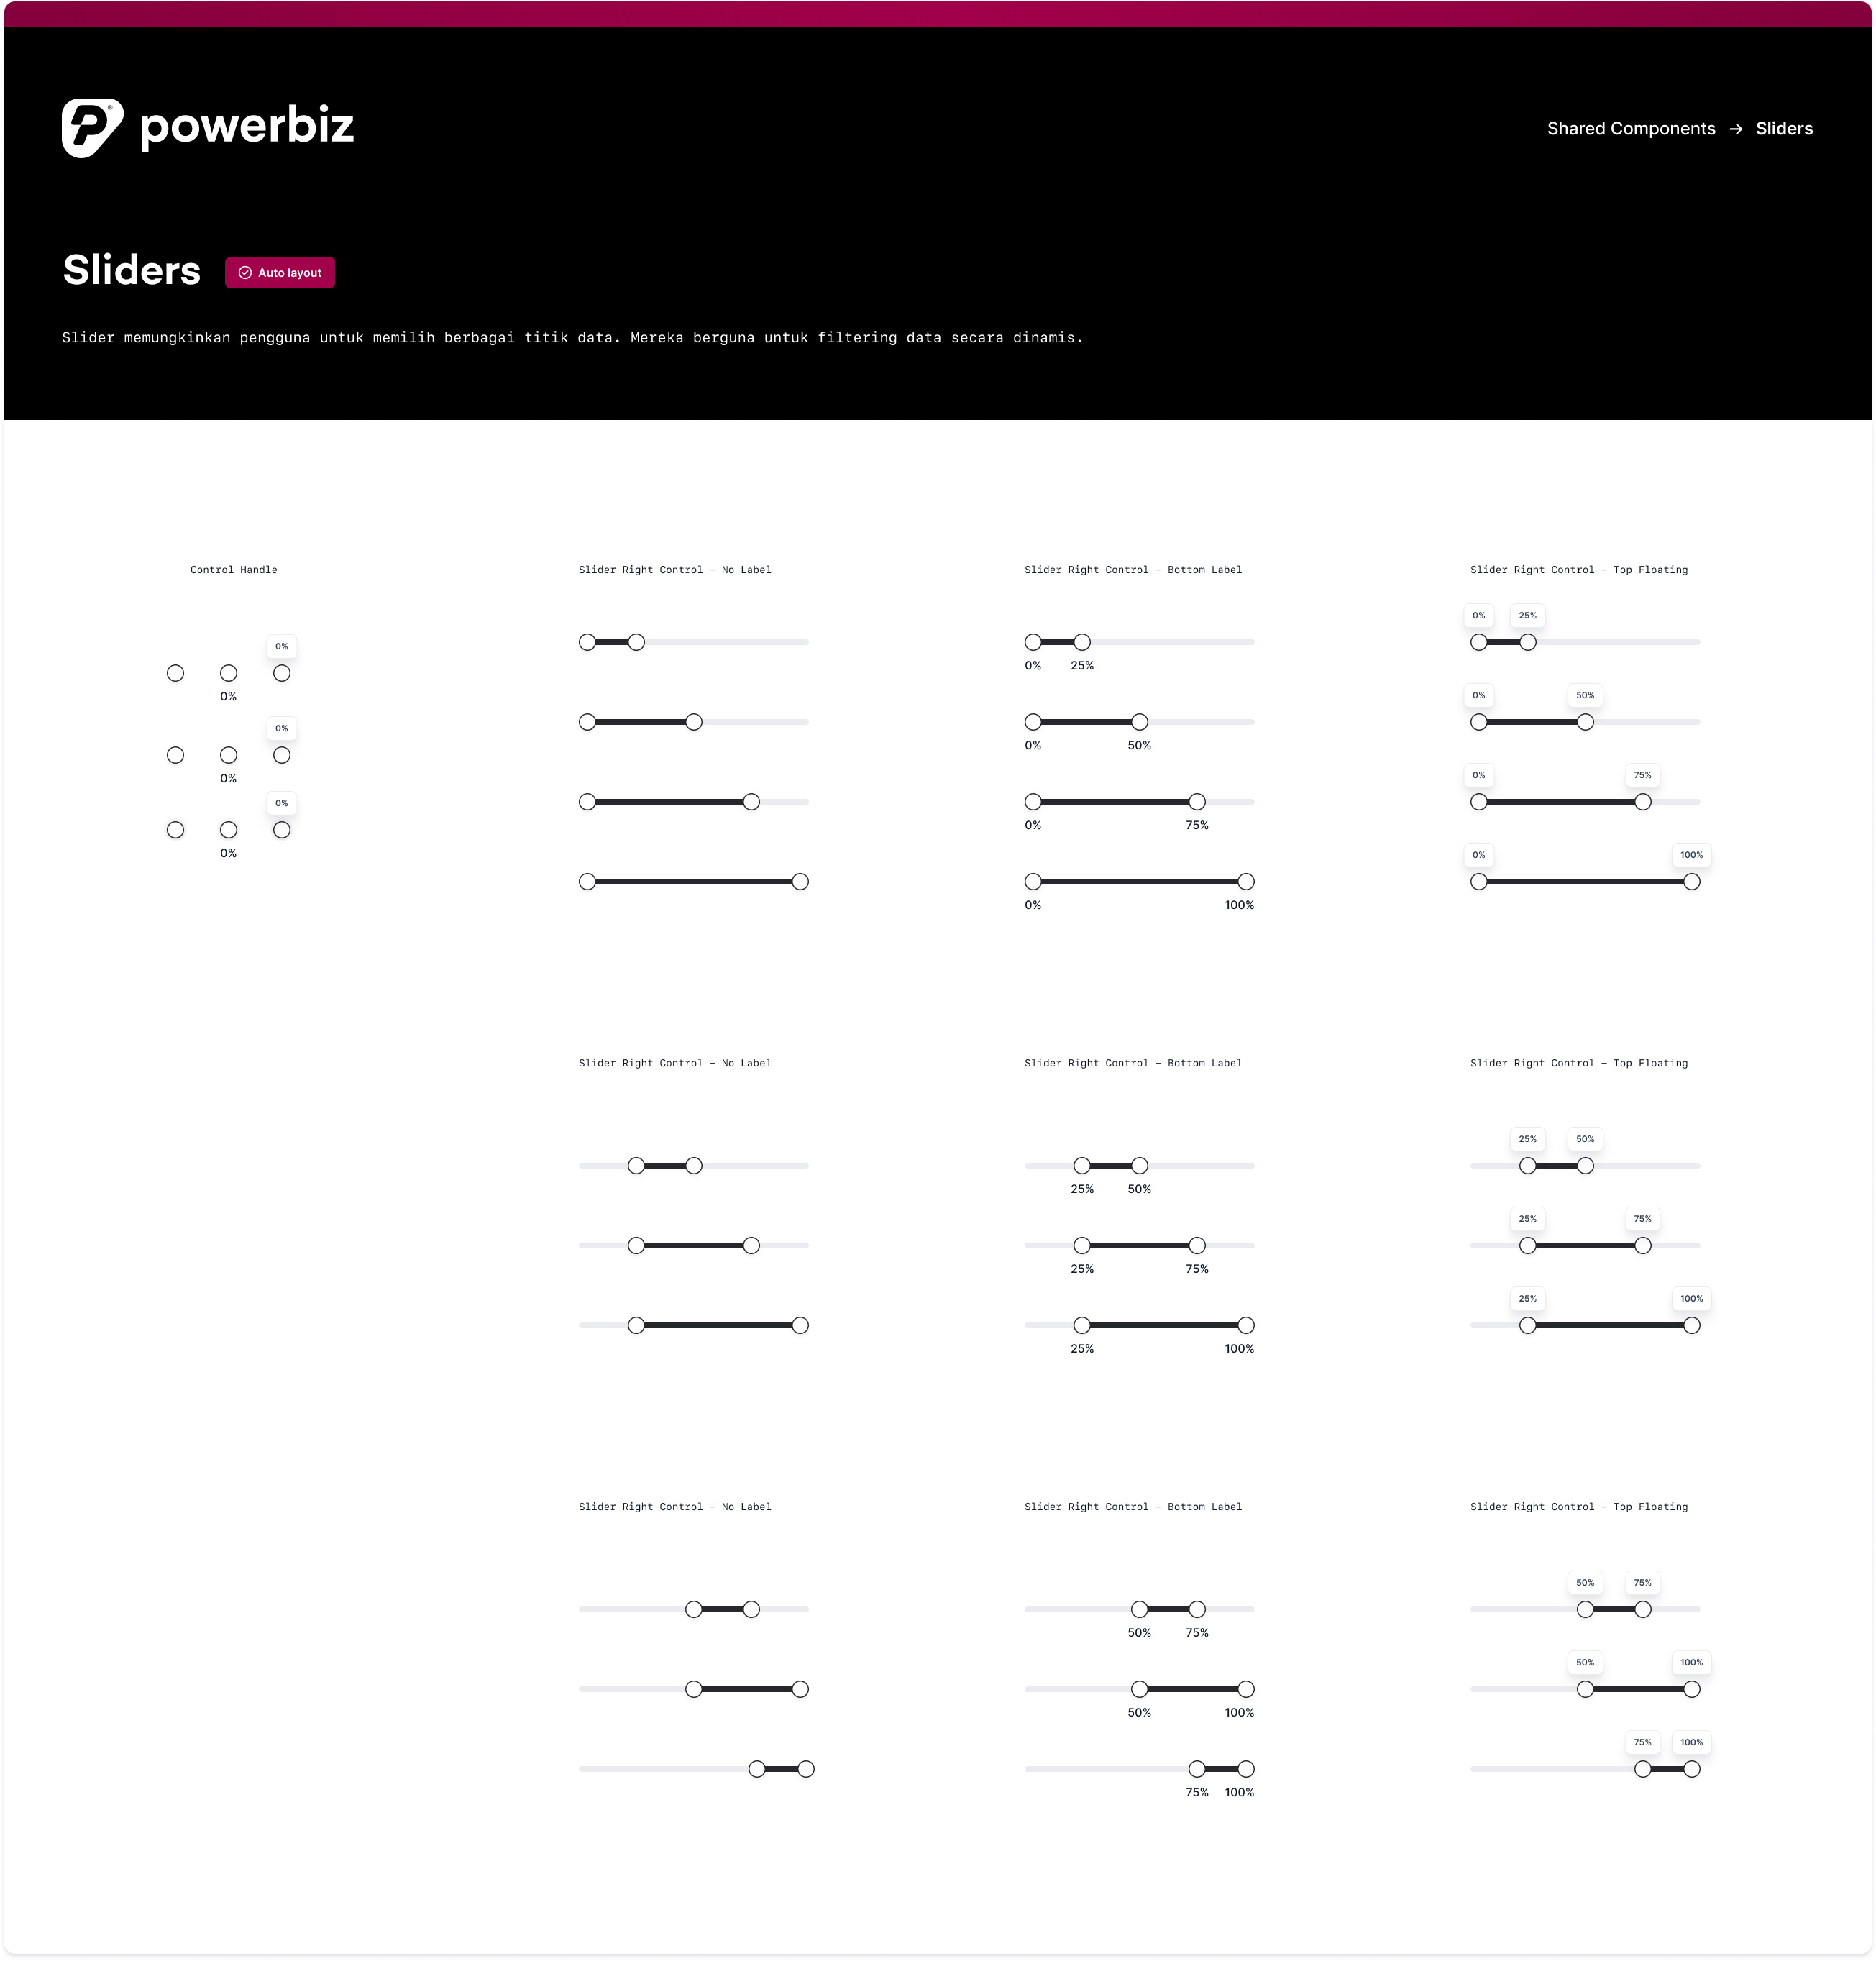 powerbiz
Shared Components → Sliders
Sliders
Auto layout
Slider memungkinkan pengguna untuk memilih berbagai titik data. Mereka berguna untuk filtering data secara dinamis.
Control Handle
0%
0%
0%
0%
0%
0%
Slider Right Control – No Label
Slider Right Control – Bottom Label
0% 25%
0% 50%
0% 75%
0% 100%
Slider Right Control – Top Floating
0% 25%
0% 50%
0% 75%
0% 100%
Slider Right Control – No Label
Slider Right Control – Bottom Label
25% 50%
25% 75%
25% 100%
Slider Right Control – Top Floating
25% 50%
25% 75%
25% 100%
Slider Right Control – No Label
Slider Right Control – Bottom Label
50% 75%
50% 100%
75% 100%
Slider Right Control – Top Floating
50% 75%
50% 100%
75% 100%